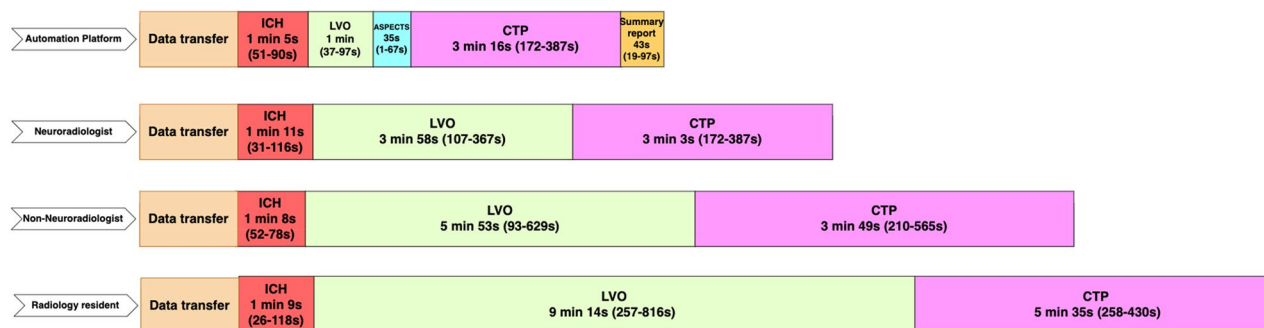 Automation Platform
Data transfer
ICH
1 min 5s
(51-90s)
LVO
1 min
(37-97s)
ASPECTS
35s
(1-67s)
CTP
3 min 16s (172-387s)
Summary
report
43s
(19-97s)
Neuroradiologist
Data transfer
ICH
1 min 11s
(31-116s)
LVO
3 min 58s (107-367s)
CTP
3 min 3s (172-387s)
Non-Neuroradiologist
Data transfer
ICH
1 min 8s
(52-78s)
LVO
5 min 53s (93-629s)
CTP
3 min 49s (210-565s)
Radiology resident
Data transfer
ICH
1 min 9s
(26-118s)
LVO
9 min 14s (257-816s)
CTP
5 min 35s (258-430s)